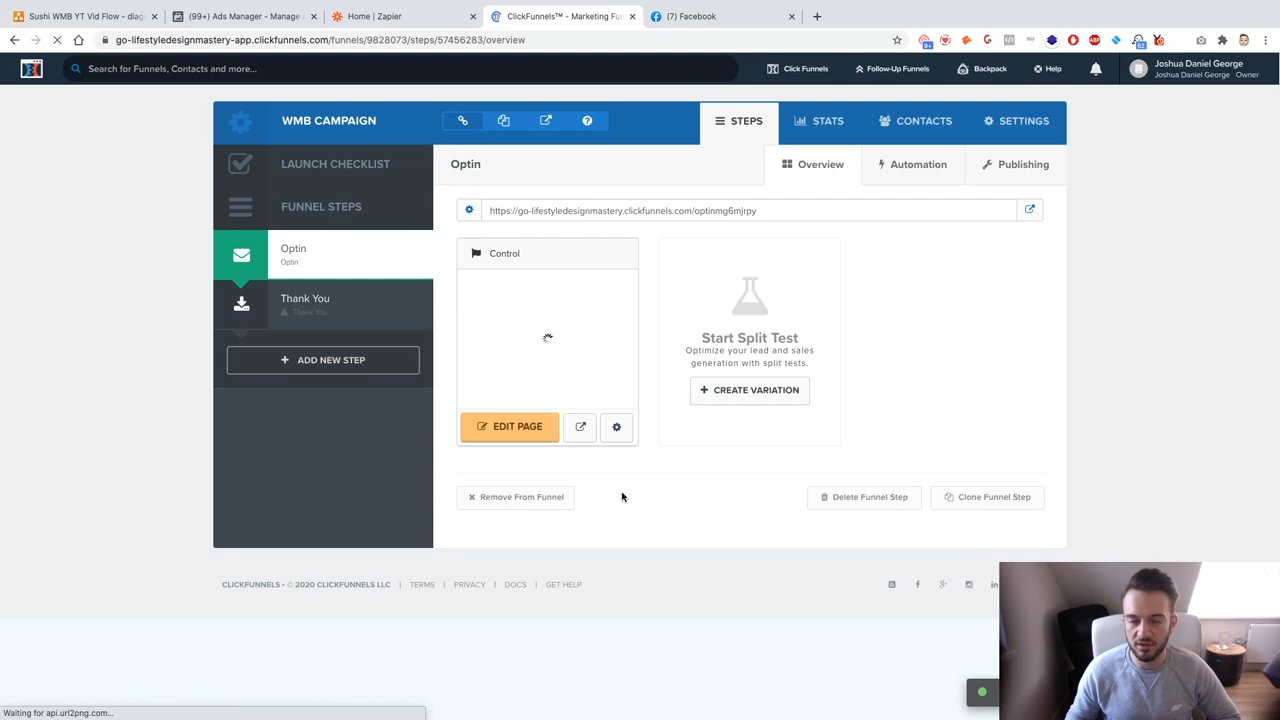 Sushi WMB YT Vid Flow - diag
(99+) Ads Manager - Manage a
Home | Zapier
ClickFunnels™ - Marketing Fu
(7) Facebook
go-lifestyledesignmastery-app.clickfunnels.com/funnels/9828073/steps/57456283/overview
Search for Funnels, Contacts and more...
Click Funnels
Follow-Up Funnels
Backpack
Help
Joshua Daniel George
Joshua Daniel George Owner
WMB CAMPAIGN
STEPS
STATS
CONTACTS
SETTINGS
LAUNCH CHECKLIST
FUNNEL STEPS
Optin
Optin
Thank You
Thank You
ADD NEW STEP
Optin
Overview
Automation
Publishing
https://go-lifestyledesignmastery.clickfunnels.com/optinmg6mjrpy
Control
EDIT PAGE
Start Split Test
Optimize your lead and sales
generation with split tests.
CREATE VARIATION
Remove From Funnel
Delete Funnel Step
Clone Funnel Step
CLICKFUNNELS - © 2020 CLICKFUNNELS LLC | TERMS | PRIVACY | DOCS | GET HELP
Waiting for api.url2png.com...